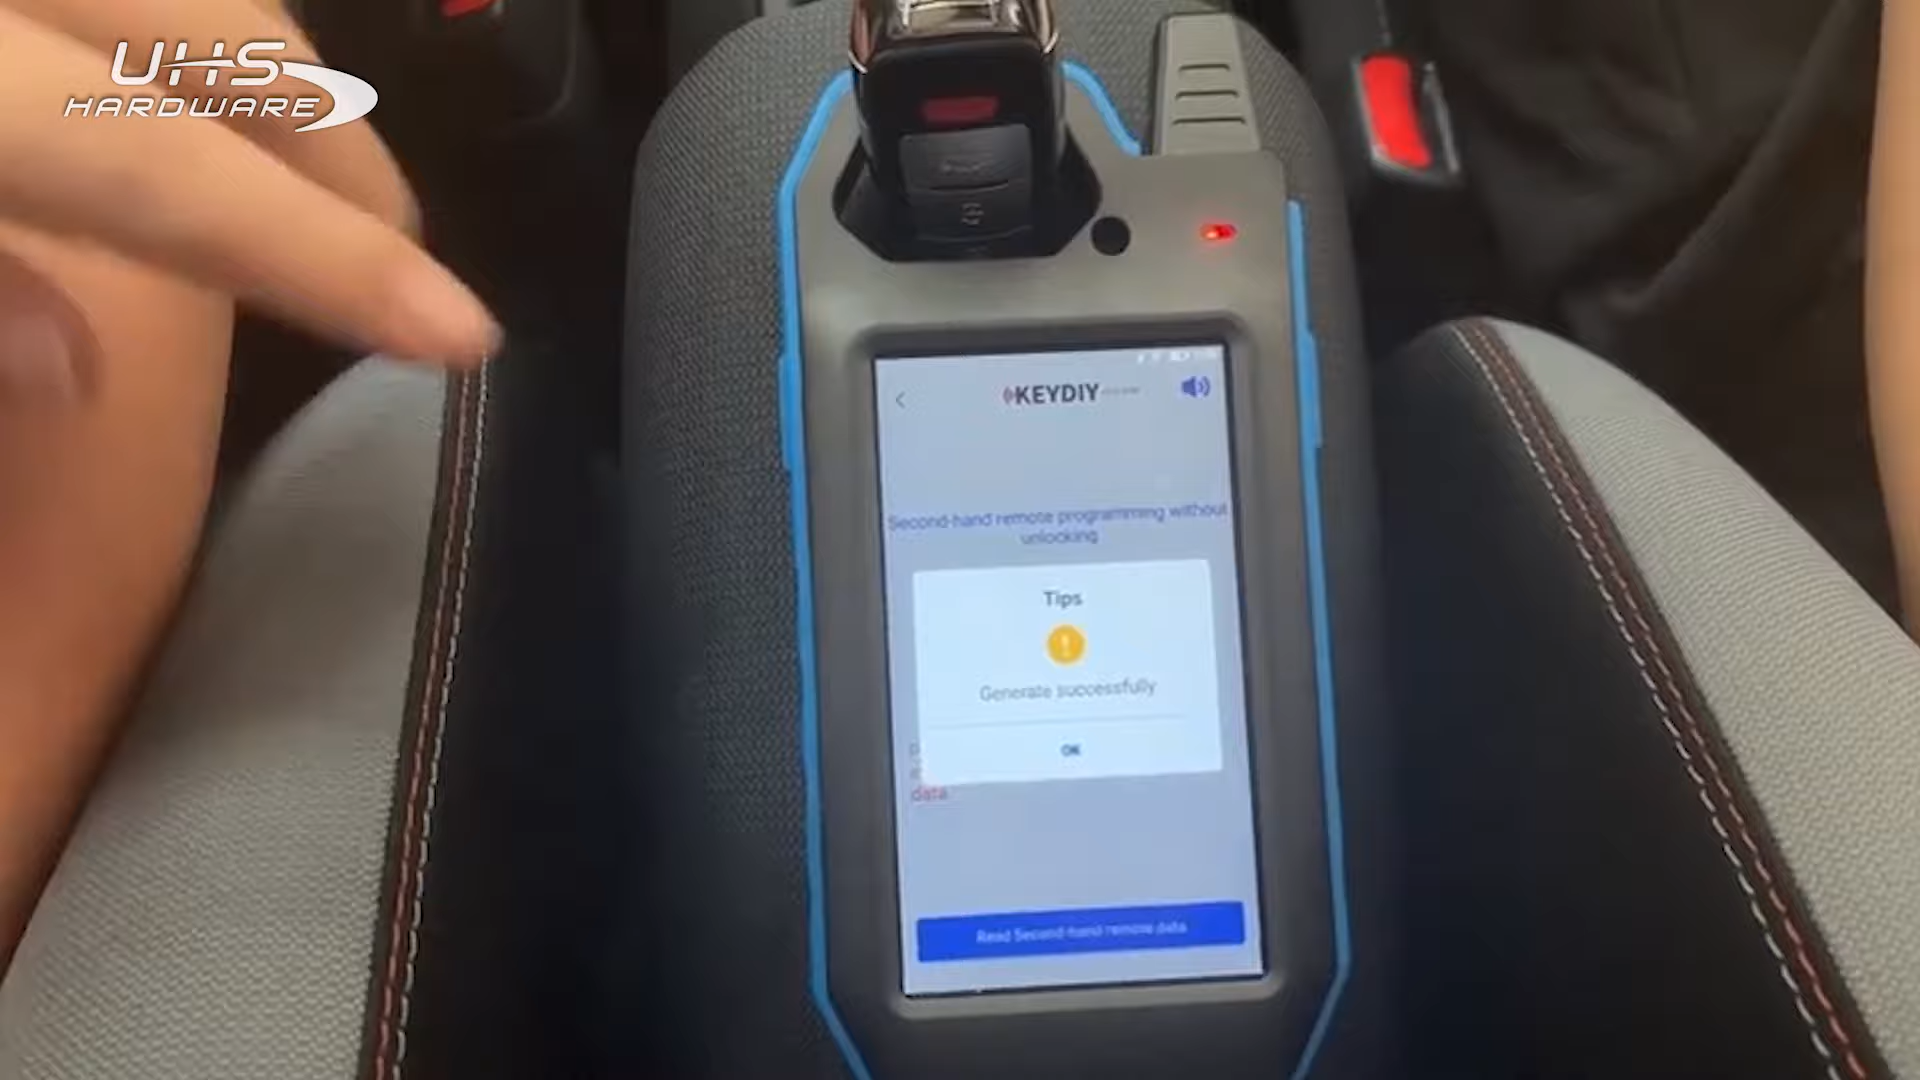 UHS
HARDWARE
KEYDIY
Second-hand remote programming without
unlocking
Tips
!
Generate successfully
OK
data
Read Second-hand remote data